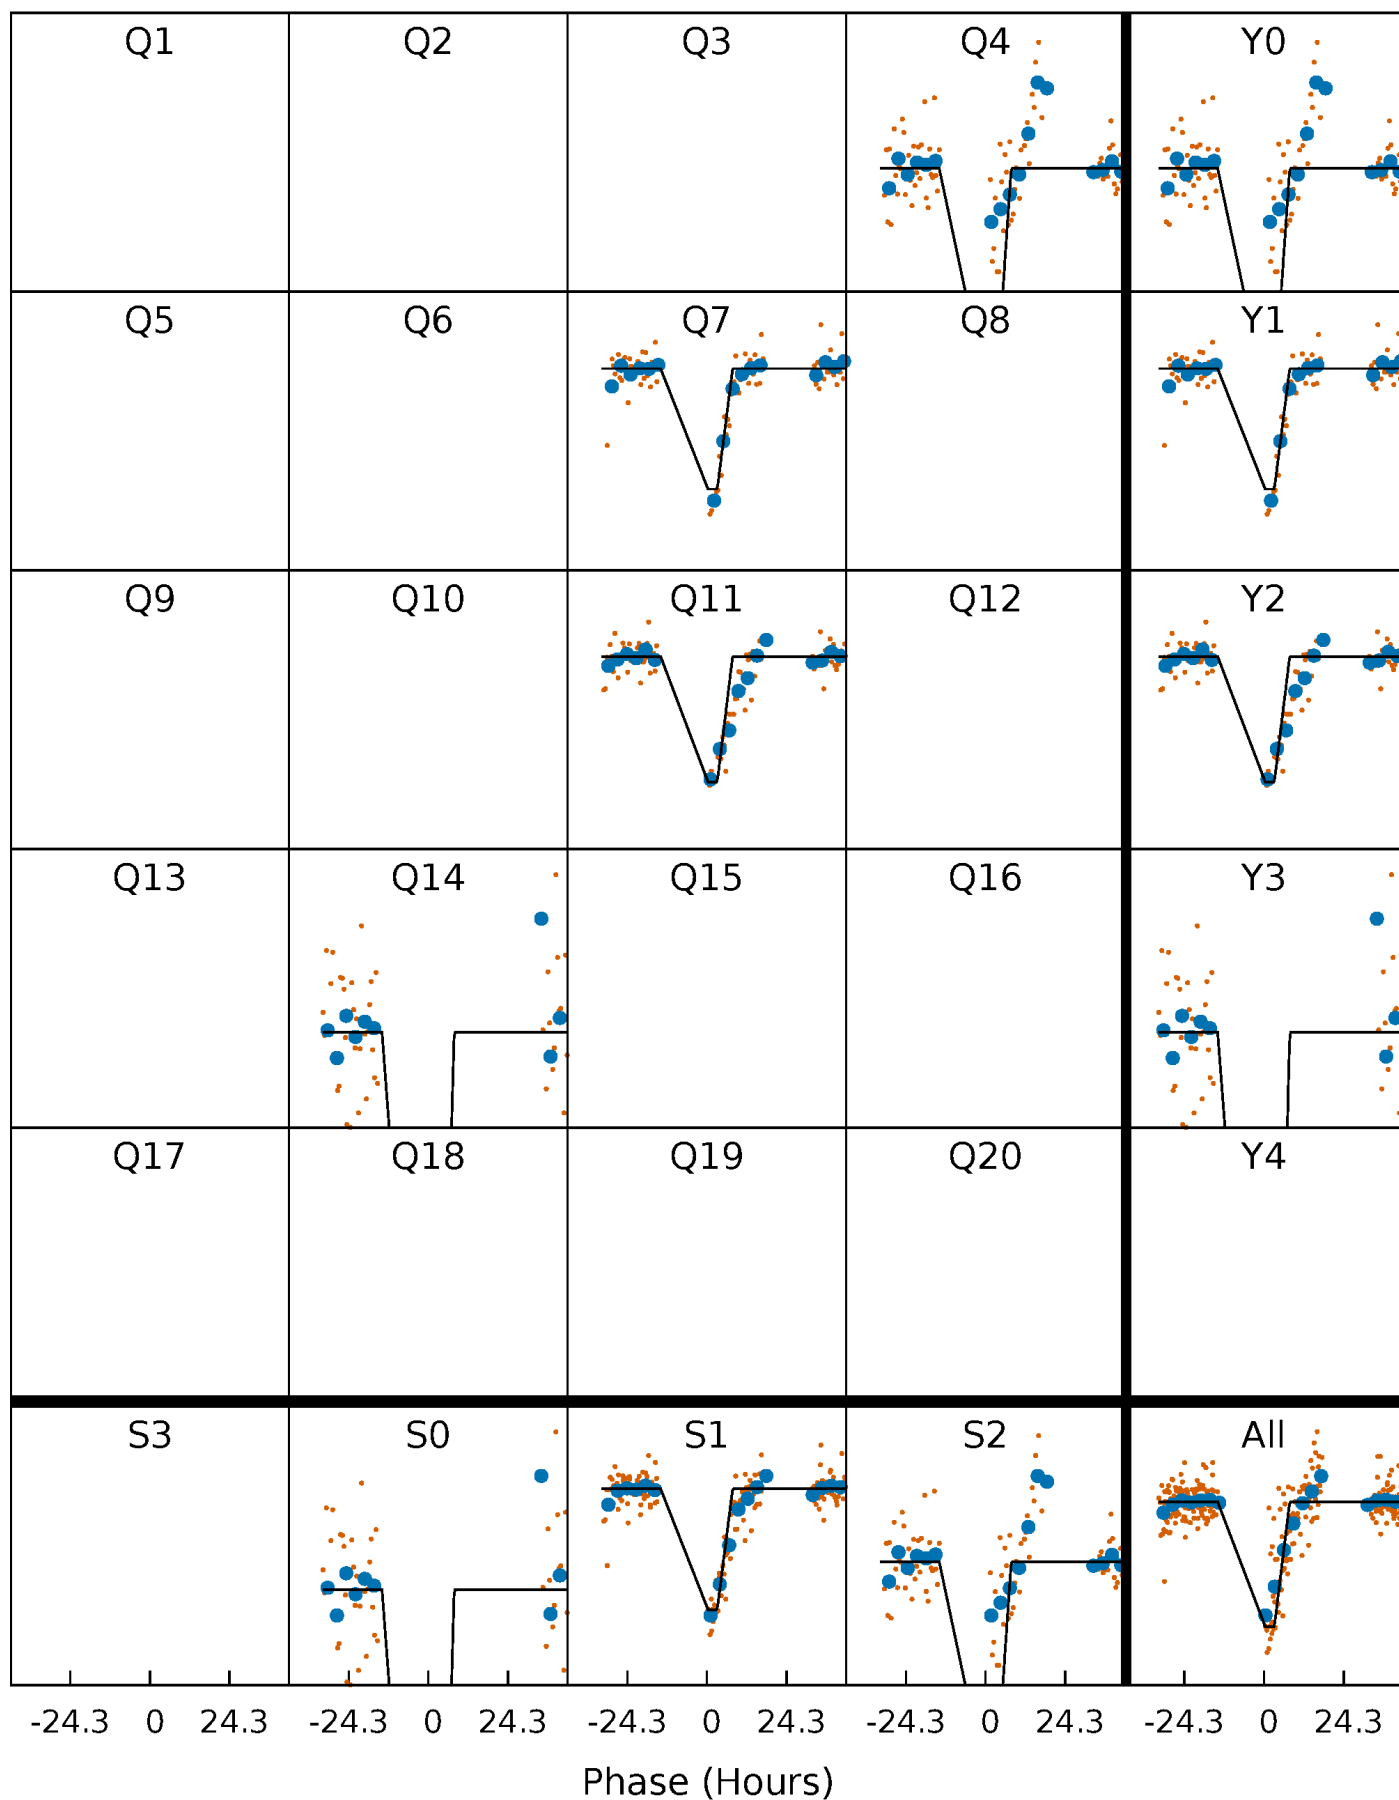 Q1 Q2 Q3 Q4 Y0
Q5 Q6 Q7 Q8 Y1
Q9 Q10 Q11 Q12 Y2
Q13 Q14 Q15 Q16 Y3
Q17 Q18 Q19 Q20 Y4
S3 S0 S1 S2 All
-24.3 0 24.3 -24.3 0 24.3 -24.3 0 24.3 -24.3 0 24.3 -24.3 0 24.3
Phase (Hours)